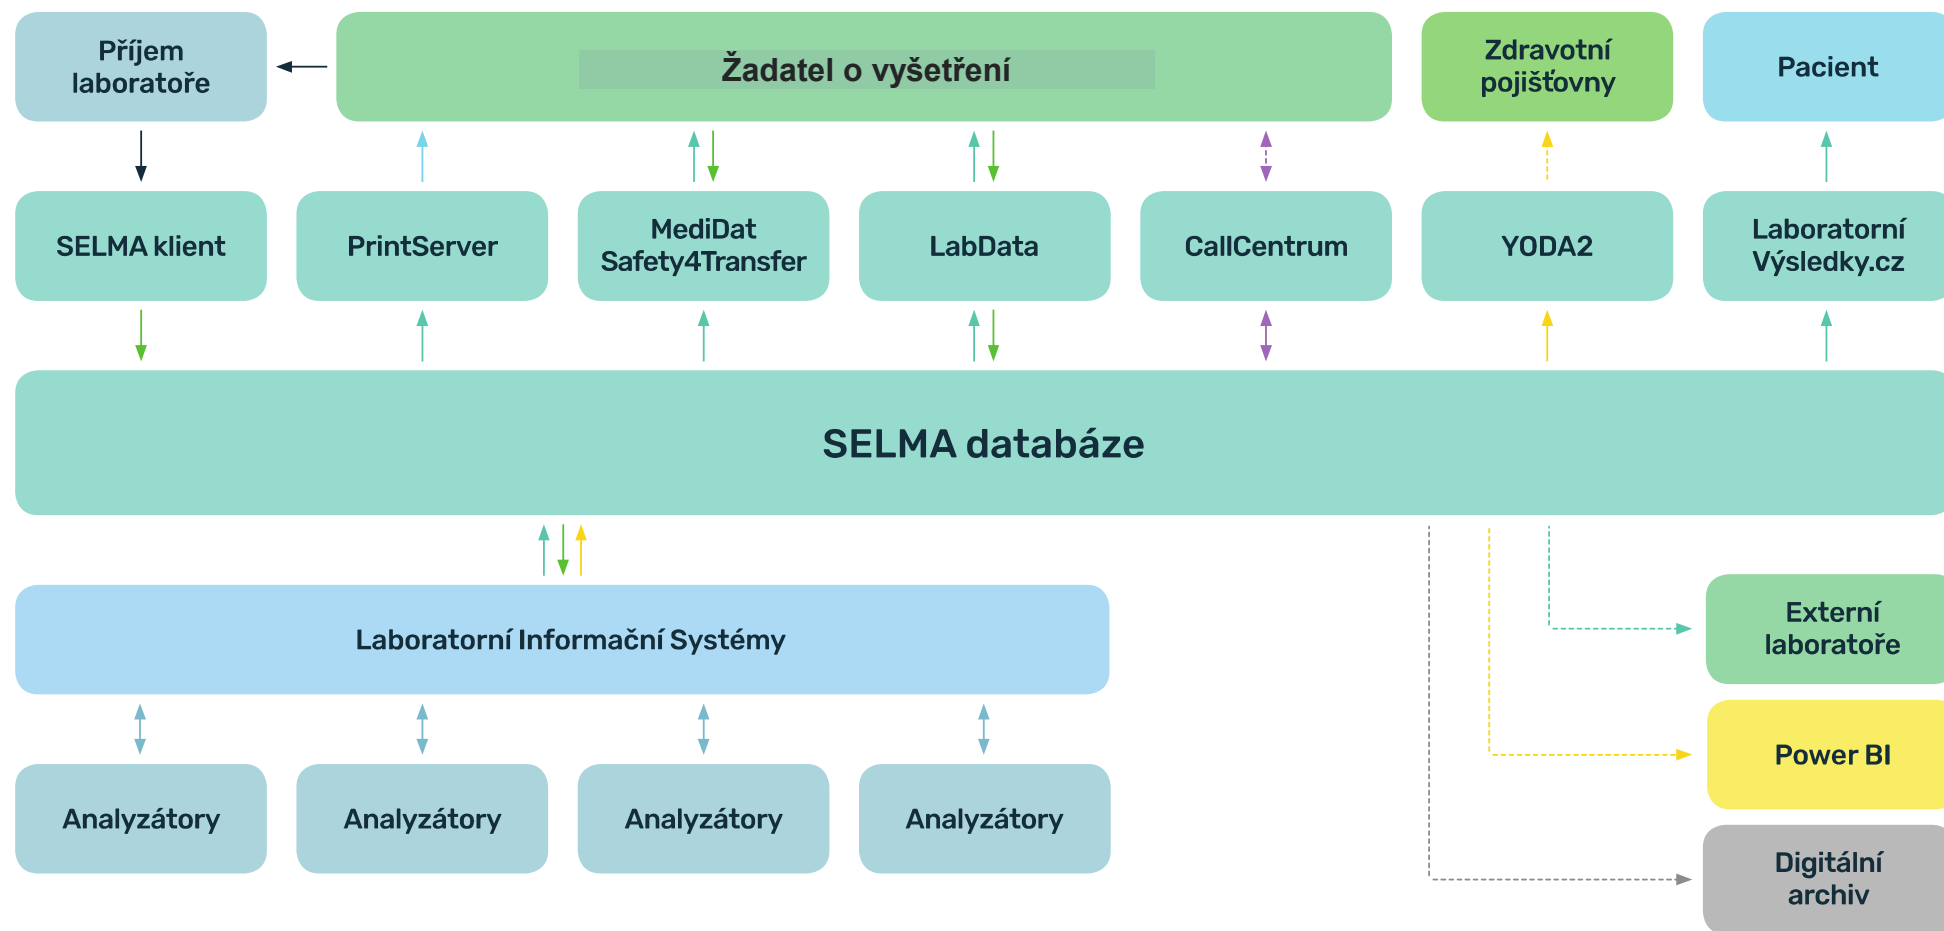 Příjem
laboratoře
Žadatel o vyšetření
Zdravotní
pojišťovny
Pacient
SELMA klient
PrintServer
MediDat
Safety4Transfer
LabData
CallCentrum
YODA2
Laboratorní
Výsledky.cz
SELMA databáze
Laboratorní Informační Systémy
Externí
laboratoře
Power BI
Analyzátory
Analyzátory
Analyzátory
Analyzátory
Digitální
archiv